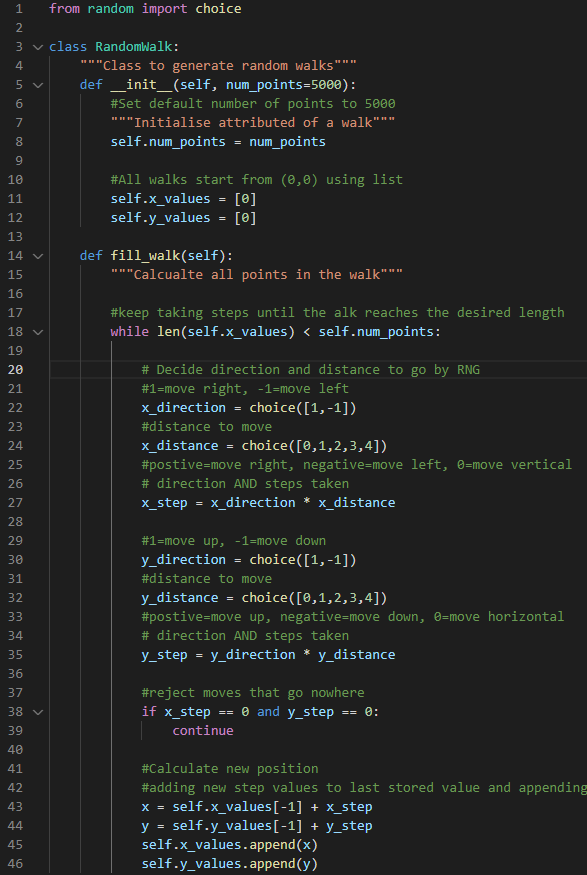 1 from random import choice
2
3 class RandomWalk:
4 """Class to generate random walks"""
5 def __init__(self, num_points=5000):
6 #Set default number of points to 5000
7 """Initialise attributed of a walk"""
8 self.num_points = num_points
9
10 #All walks start from (0,0) using list
11 self.x_values = [0]
12 self.y_values = [0]
13
14 def fill_walk(self):
15 """Calcualte all points in the walk"""
16
17 #keep taking steps until the alk reaches the desired length
18 while len(self.x_values) < self.num_points:
19
20 # Decide direction and distance to go by RNG
21 #1=move right, -1=move left
22 x_direction = choice([1,-1])
23 #distance to move
24 x_distance = choice([0,1,2,3,4])
25 #postive=move right, negative=move left, 0=move vertical
26 # direction AND steps taken
27 x_step = x_direction * x_distance
28
29 #1=move up, -1=move down
30 y_direction = choice([1,-1])
31 #distance to move
32 y_distance = choice([0,1,2,3,4])
33 #postive=move up, negative=move down, 0=move horizontal
34 # direction AND steps taken
35 y_step = y_direction * y_distance
36
37 #reject moves that go nowhere
38 if x_step == 0 and y_step == 0:
39 continue
40
41 #Calculate new position
42 #adding new step values to last stored value and appending
43 x = self.x_values[-1] + x_step
44 y = self.y_values[-1] + y_step
45 self.x_values.append(x)
46 self.y_values.append(y)